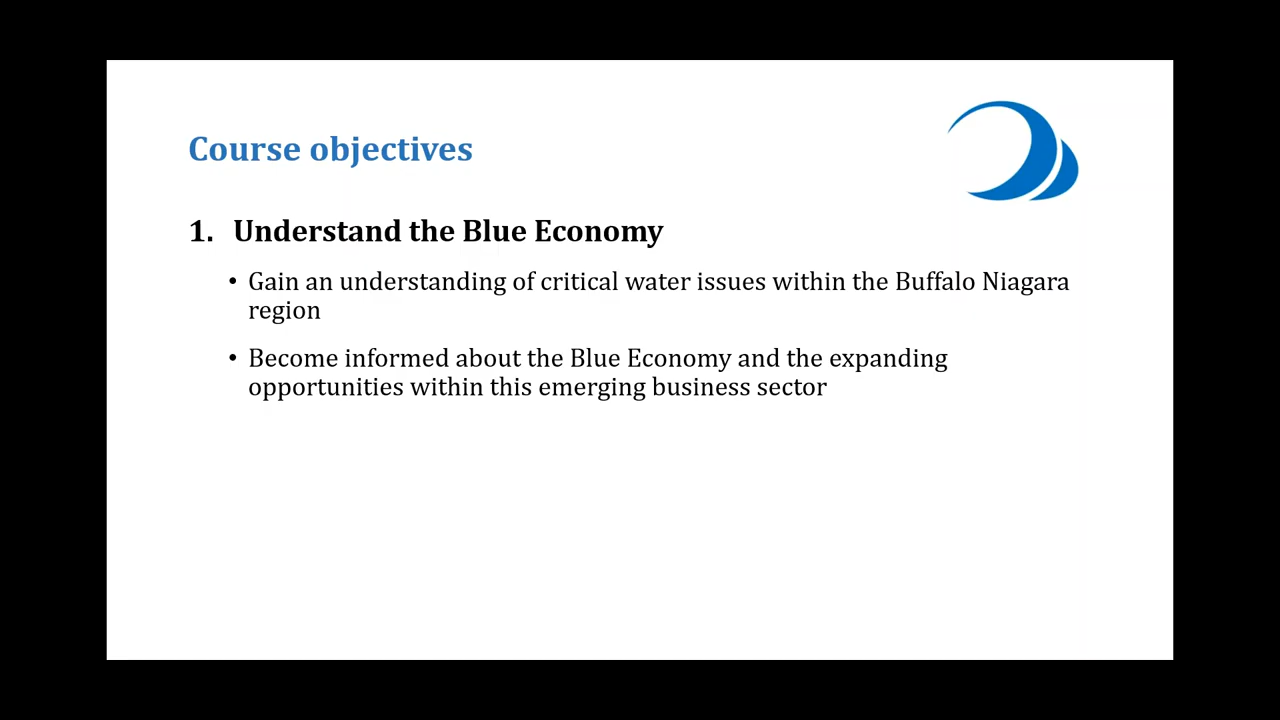 Course objectives
1. Understand the Blue Economy
• Gain an understanding of critical water issues within the Buffalo Niagara
region
• Become informed about the Blue Economy and the expanding
opportunities within this emerging business sector